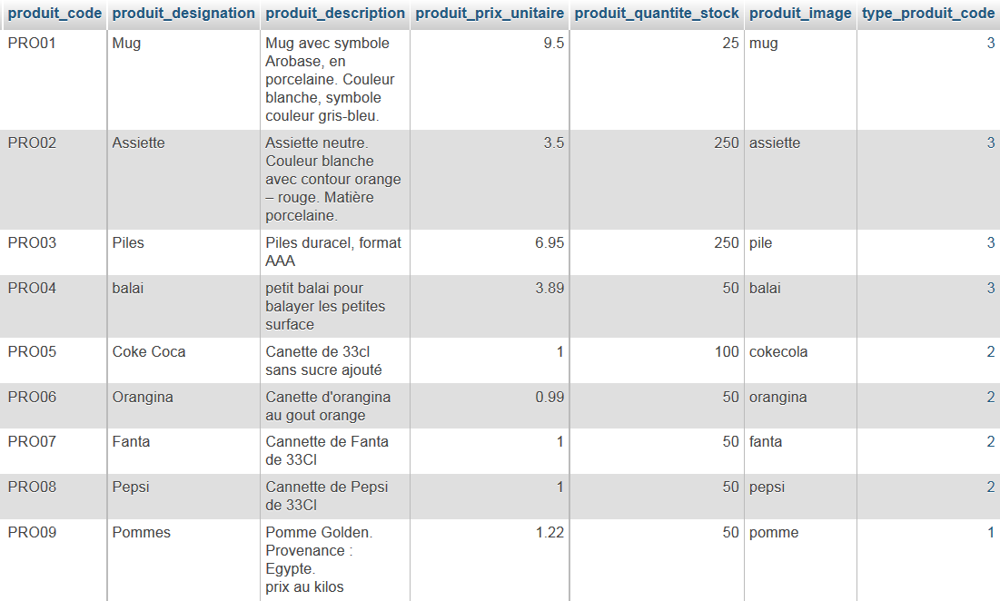 produit_code produit_designation produit_description produit_prix_unitaire produit_quantite_stock produit_image type_produit_code
PRO01 Mug Mug avec symbole 9.5 25 mug 3
Arobase, en
porcelaine. Couleur
blanche, symbole
couleur gris-bleu.
PRO02 Assiette Assiette neutre. 3.5 250 assiette 3
Couleur blanche
avec contour orange
– rouge. Matière
porcelaine.
PRO03 Piles Piles duracel, format 6.95 250 pile 3
AAA
PRO04 balai petit balai pour 3.89 50 balai 3
balayer les petites
surface
PRO05 Coke Coca Canette de 33cl 1 100 cokecola 2
sans sucre ajouté
PRO06 Orangina Canette d'orangina 0.99 50 orangina 2
au gout orange
PRO07 Fanta Cannette de Fanta 1 50 fanta 2
de 33Cl
PRO08 Pepsi Cannette de Pepsi 1 50 pepsi 2
de 33Cl
PRO09 Pommes Pomme Golden. 1.22 50 pomme 1
Provenance :
Egypte.
prix au kilos